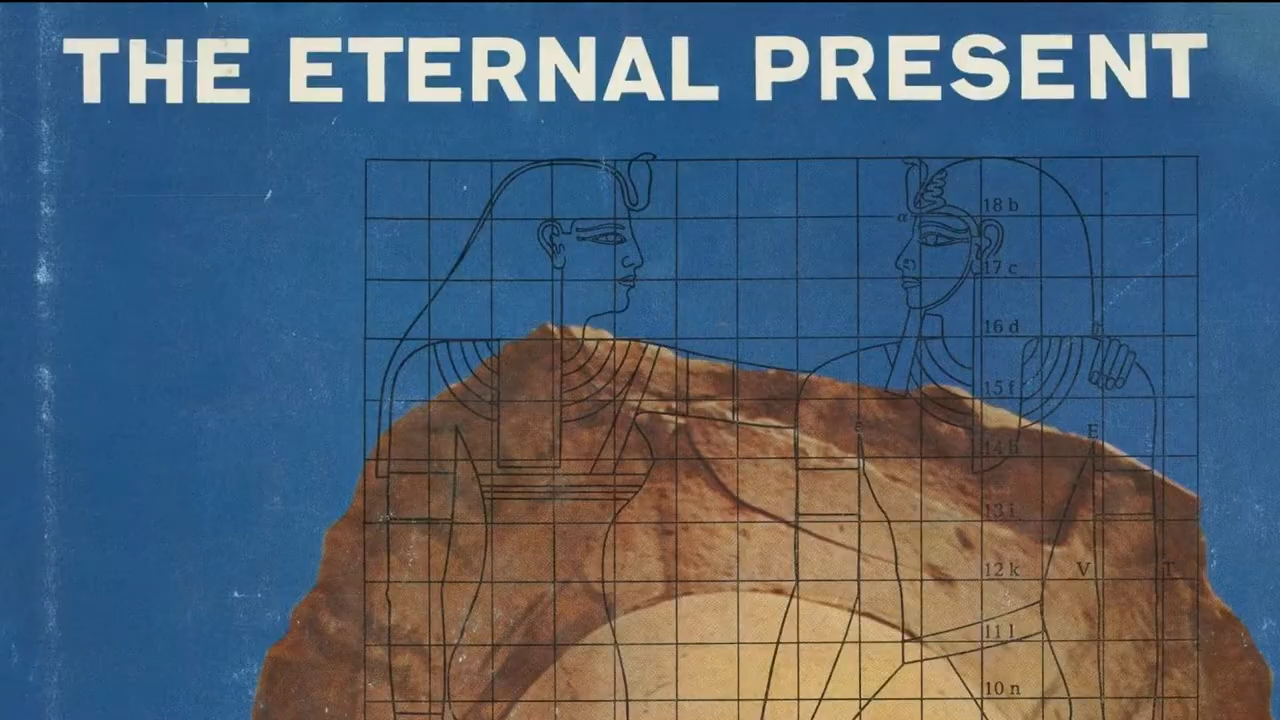 THE ETERNAL PRESENT
18 b
α
17 c
16 d
15 f
e
E
14 h
13 i
12 k
V
T
11 l
10 n